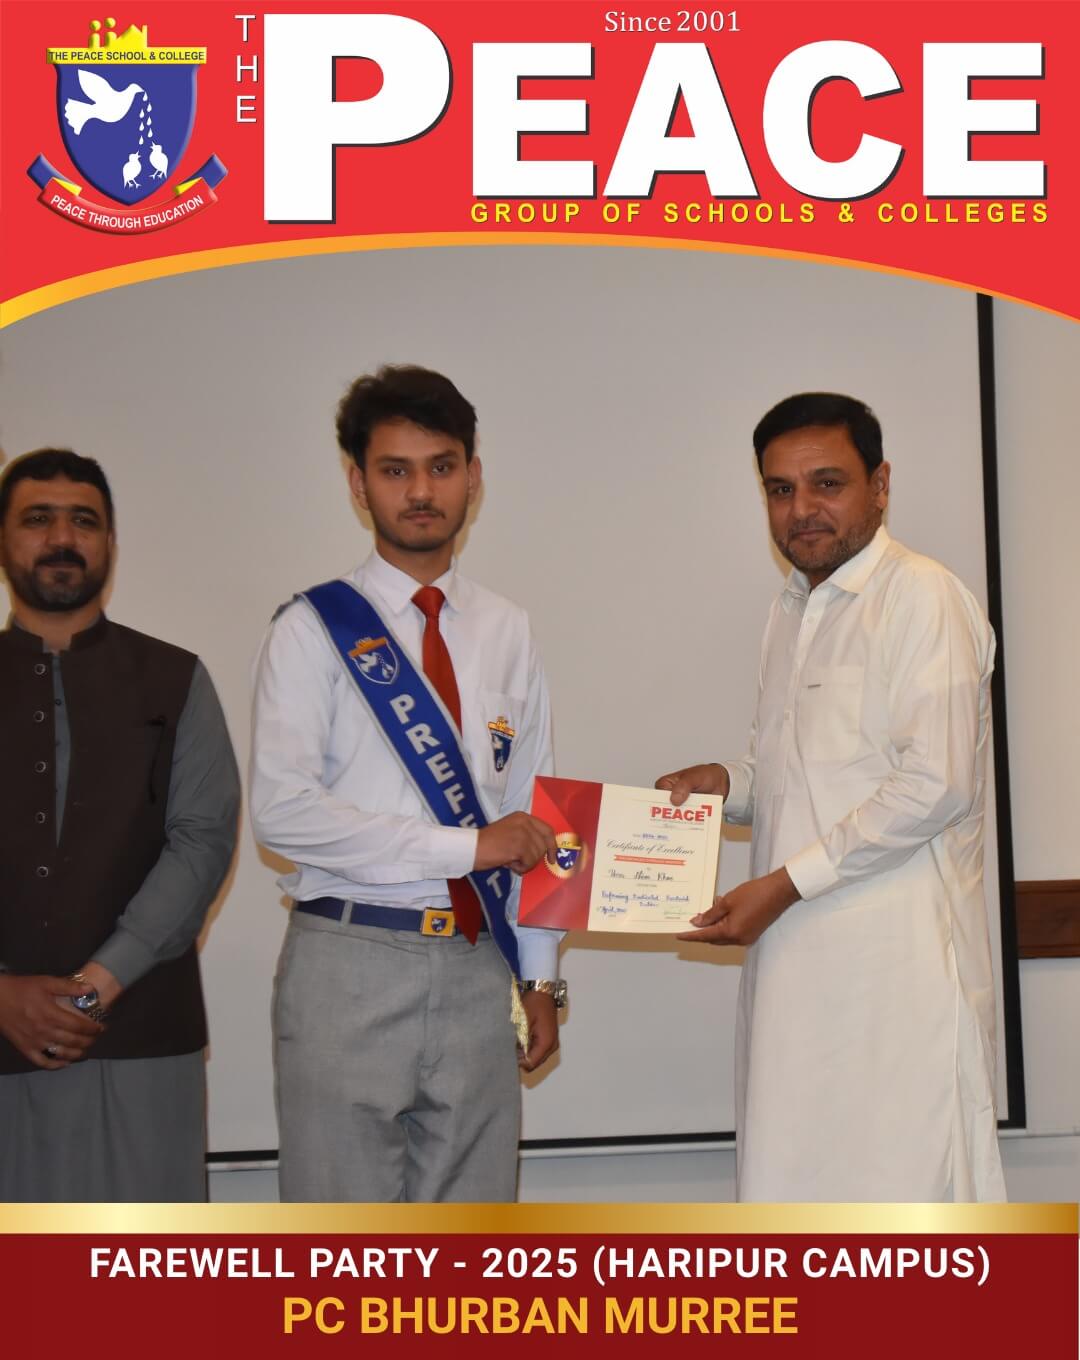 THE PEACE SCHOOL & COLLEGE
PEACE THROUGH EDUCATION
THE
Since 2001
PEACE
GROUP OF SCHOOLS & COLLEGES
PREFECT
PEACE
Certificate of Excellence
Khan
FAREWELL PARTY - 2025 (HARIPUR CAMPUS)
PC BHURBAN MURREE